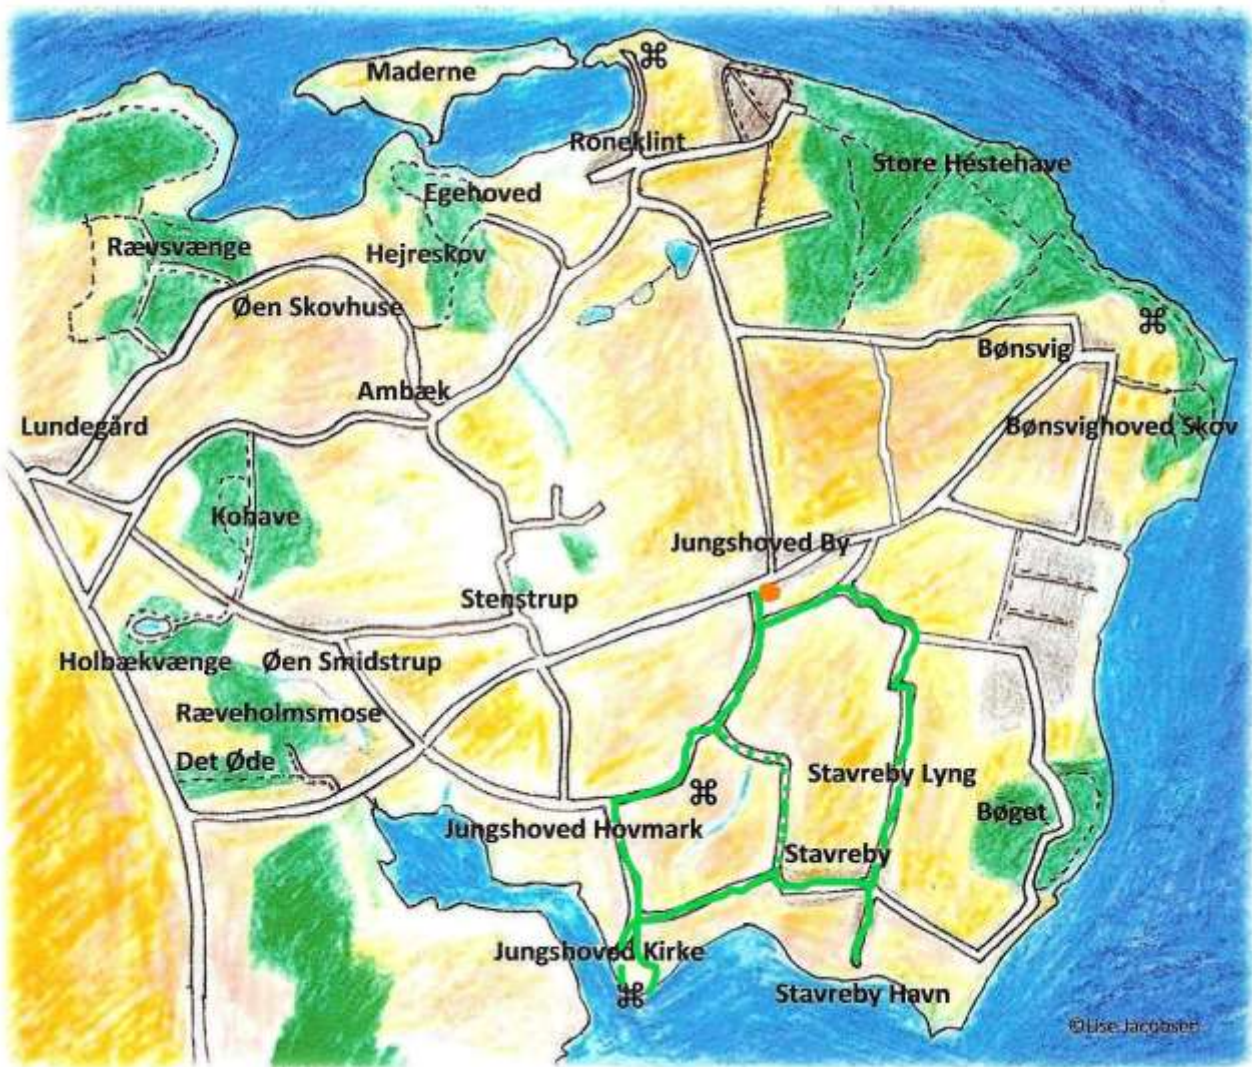 Maderne
Roneklint
Store Hestehave
Egehoved
Rævsvænge
Hejreskov
Øen Skovhuse
Bønsvig
Ambæk
Lundegård
Bønsvighoved Skov
Kohave
Jungshoved By
Stenstrup
Holbækvænge
Øen Smidstrup
Ræveholmsmose
Det Øde
Stavreby Lyng
Bøget
Jungshoved Hovmark
Stavreby
Jungshoved Kirke
Stavreby Havn
©Lise Jacobsen